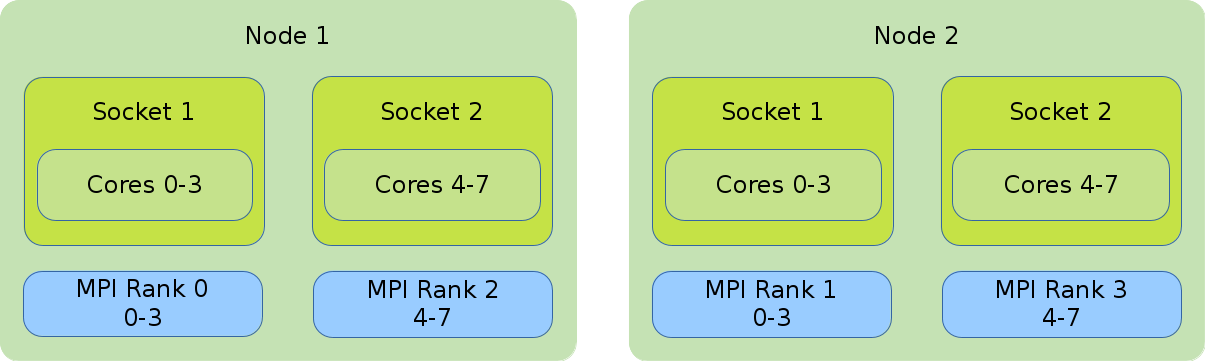 Node 1
Socket 1
Cores 0-3
Socket 2
Cores 4-7
MPI Rank 0
0-3
MPI Rank 2
4-7
Node 2
Socket 1
Cores 0-3
Socket 2
Cores 4-7
MPI Rank 1
0-3
MPI Rank 3
4-7